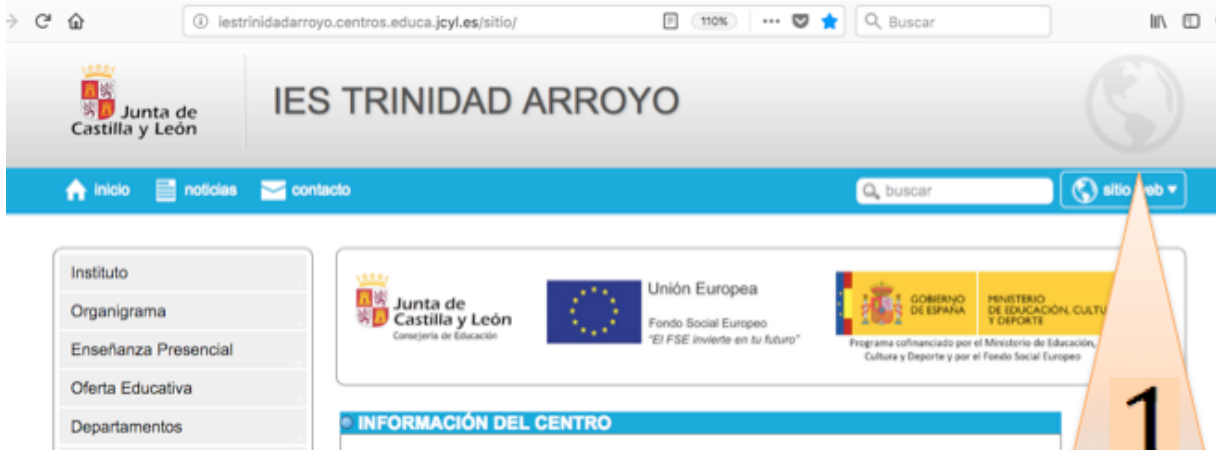 iestrinidadarroyo.centros.educa.jcyl.es/sitio/
110%
Buscar
Junta de
Castilla y León
IES TRINIDAD ARROYO
inicio
noticias
contacto
buscar
sitio web
Instituto
Organigrama
Enseñanza Presencial
Oferta Educativa
Departamentos
Junta de
Castilla y León
Consejería de Educación
Unión Europea
Fondo Social Europeo
"El FSE invierte en tu futuro"
GOBIERNO
DE ESPAÑA
MINISTERIO
DE EDUCACIÓN, CULTU
Y DEPORTE
Programa cofinanciado por el Ministerio de Educación,
Cultura y Deporte y por el Fondo Social Europeo
INFORMACIÓN DEL CENTRO
1